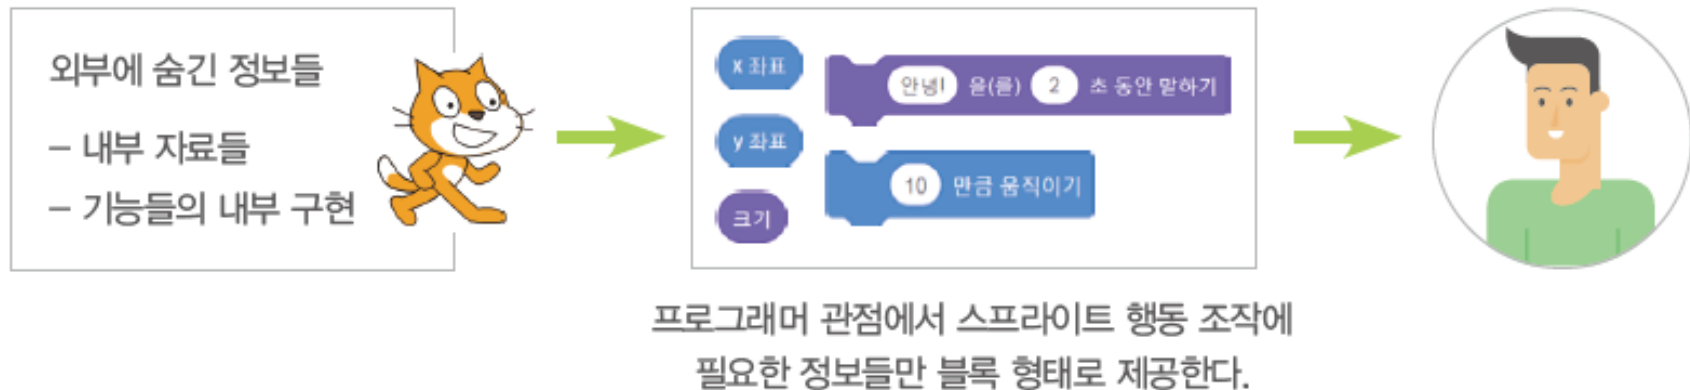 외부에 숨긴 정보들
– 내부 자료들
– 기능들의 내부 구현
x 좌표
y 좌표
크기
안녕! 을(를) 2 초 동안 말하기
10 만큼 움직이기
프로그래머 관점에서 스프라이트 행동 조작에
필요한 정보들만 블록 형태로 제공한다.